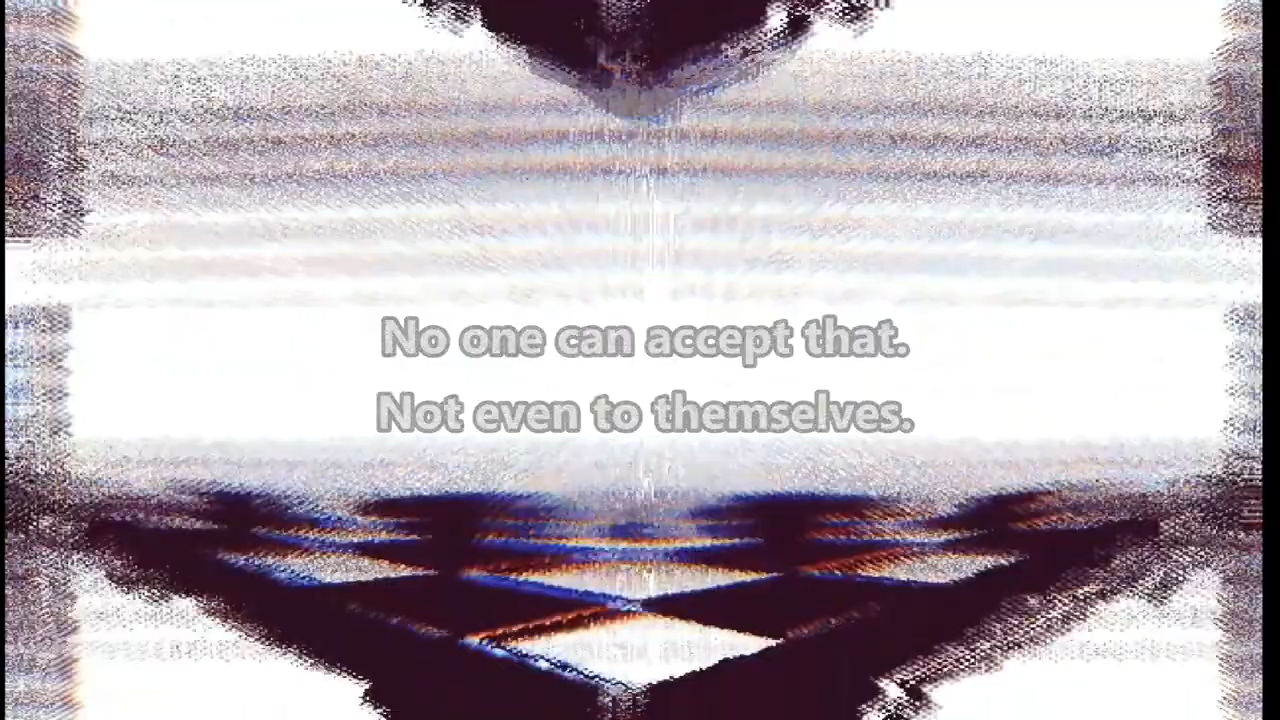 No one can accept that.
Not even to themselves.